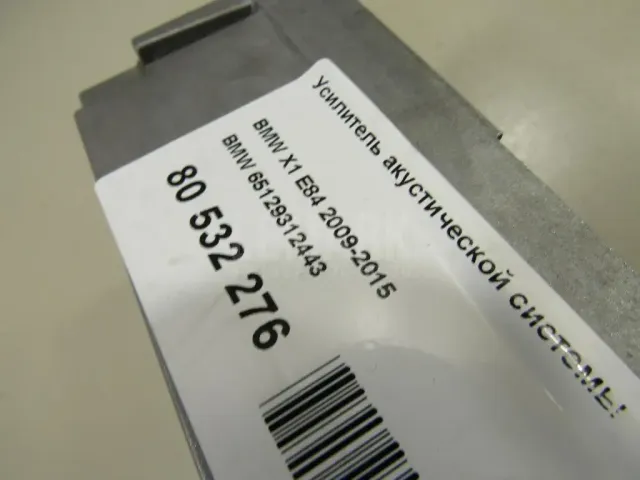 Усилитель акустической системы
BMW X1 E84 2009-2015
BMW 65129312443
80 532 276